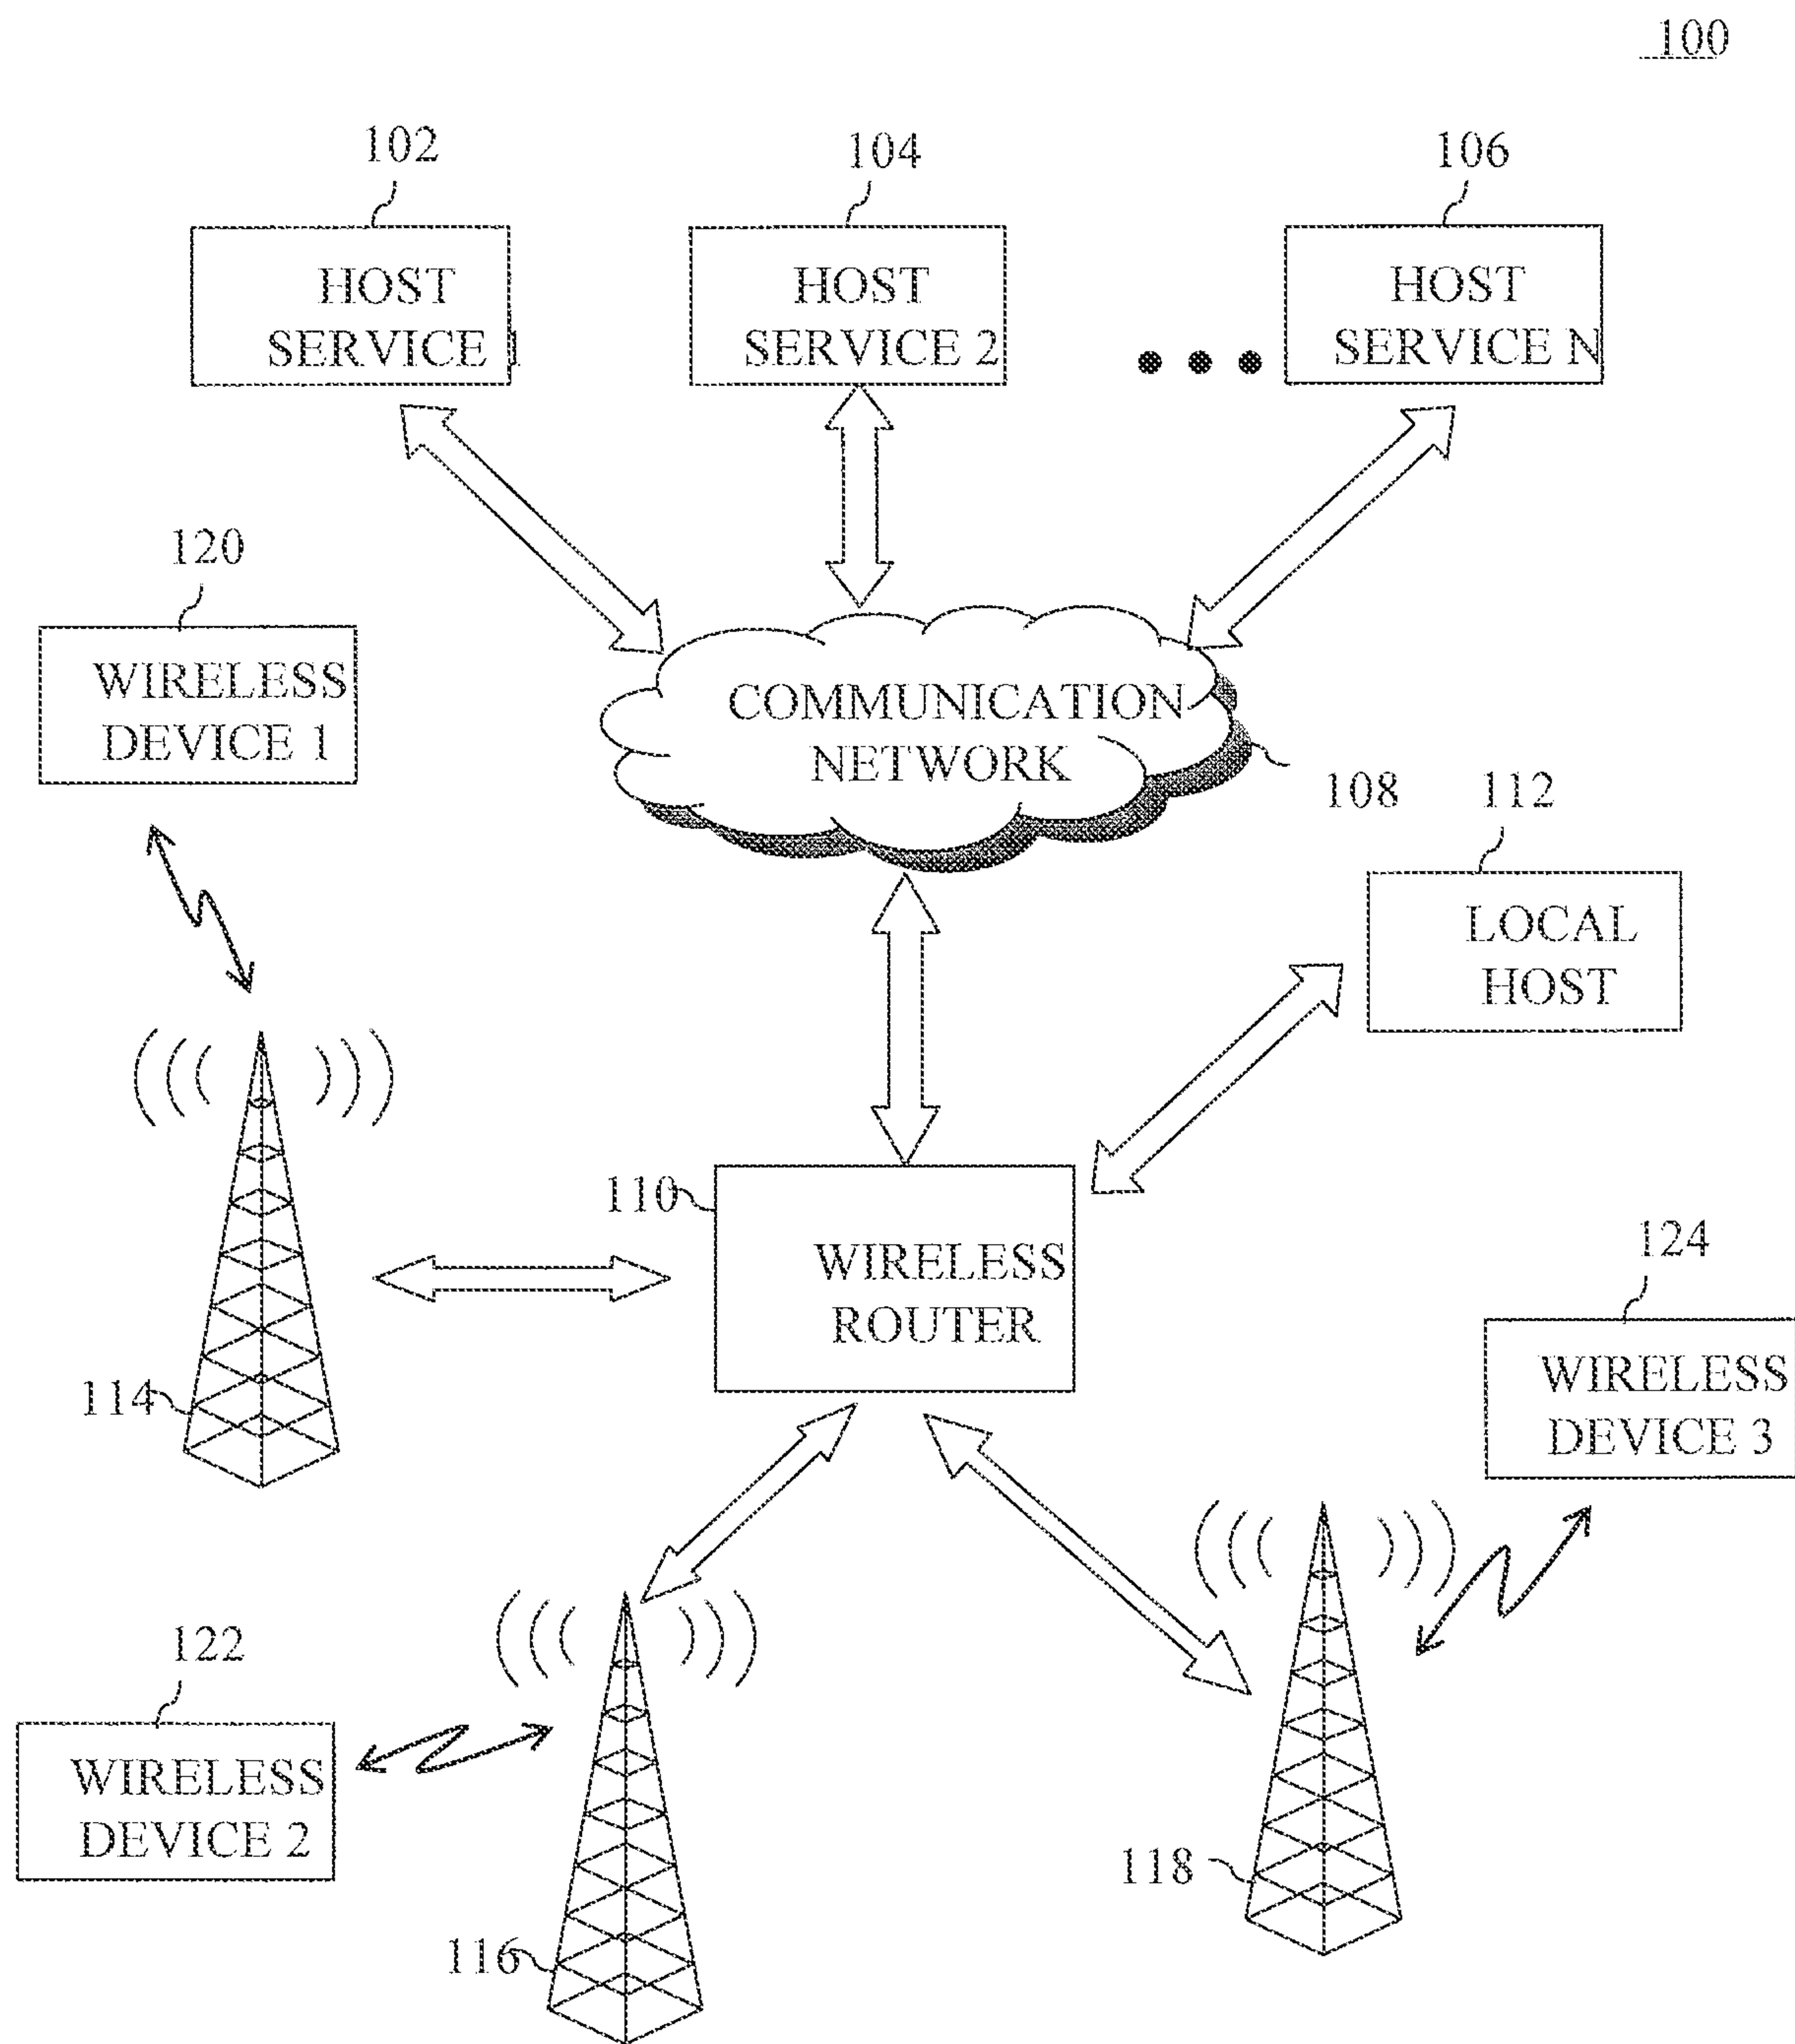 100
102
104
106
HOST
SERVICE 1
HOST
SERVICE 2
HOST
SERVICE N
120
WIRELESS
DEVICE 1
COMMUNICATION
NETWORK
108
112
LOCAL
HOST
110
WIRELESS
ROUTER
124
WIRELESS
DEVICE 3
114
122
WIRELESS
DEVICE 2
118
116